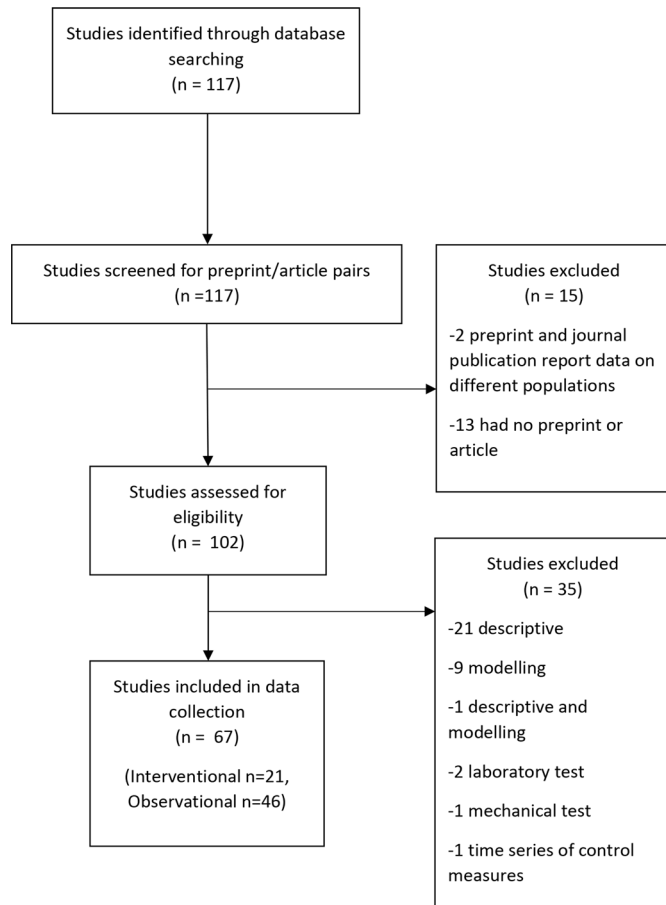 Studies identified through database
searching
(n = 117)
Studies screened for preprint/article pairs
(n =117)
Studies excluded
(n = 15)
-2 preprint and journal
publication report data on
different populations
-13 had no preprint or
article
Studies assessed for
eligibility
(n =  102)
Studies excluded
(n = 35)
-21 descriptive
-9 modelling
-1 descriptive and
modelling
-2 laboratory test
-1 mechanical test
-1 time series of control
measures
Studies included in data
collection
(n =  67)
(Interventional n=21,
Observational n=46)